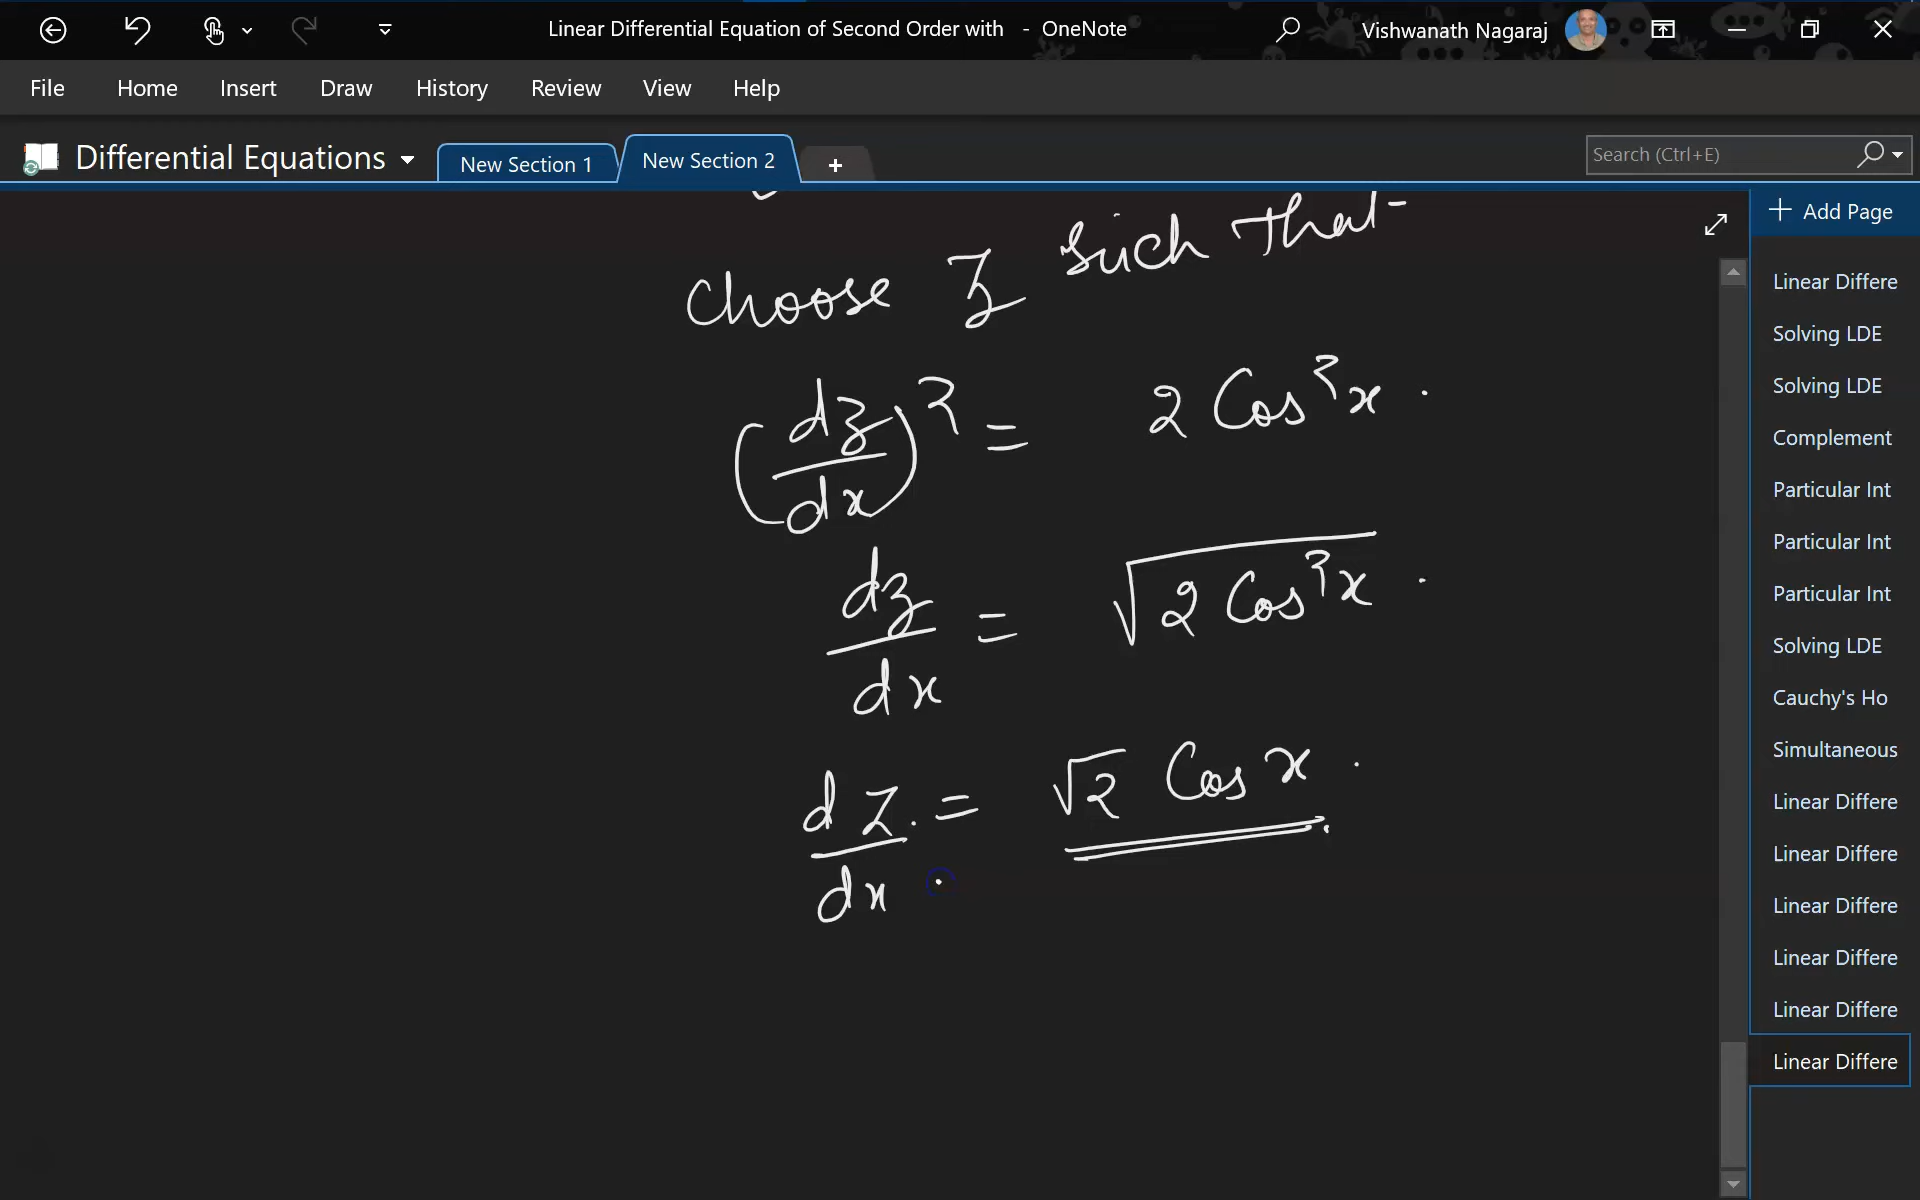 Linear Differential Equation of Second Order with - OneNote
Vishwanath Nagaraj
File Home Insert Draw History Review View Help
Differential Equations
New Section 1
New Section 2
+
Search (Ctrl+E)
Choose z such that
(dz/dx)² = 2 Cos²x .
dz/dx = √2 Cos²x .
dz/dx = √2 Cos x .
+ Add Page
Linear Differe
Solving LDE
Solving LDE
Complement
Particular Int
Particular Int
Particular Int
Solving LDE
Cauchy's Ho
Simultaneous
Linear Differe
Linear Differe
Linear Differe
Linear Differe
Linear Differe
Linear Differe